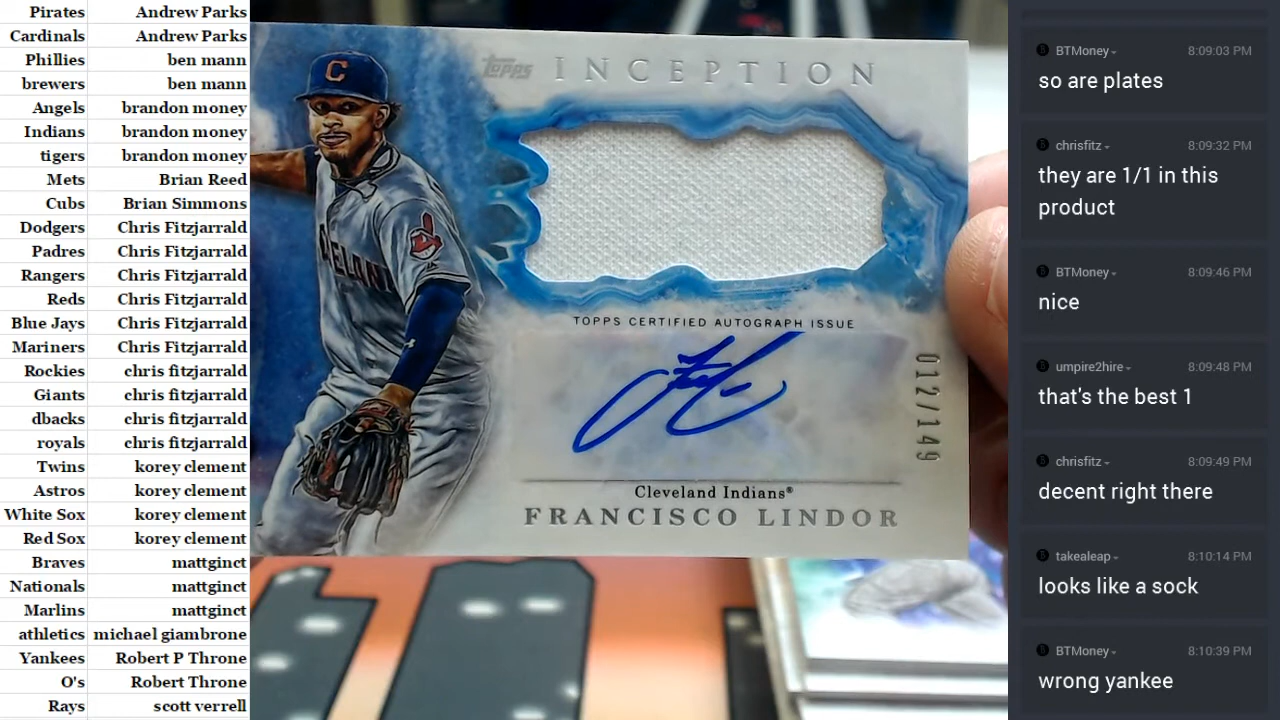 Pirates Andrew Parks
Cardinals Andrew Parks
Phillies ben mann
brewers ben mann
Angels brandon money
Indians brandon money
tigers brandon money
Mets Brian Reed
Cubs Brian Simmons
Dodgers Chris Fitzjarrald
Padres Chris Fitzjarrald
Rangers Chris Fitzjarrald
Reds Chris Fitzjarrald
Blue Jays Chris Fitzjarrald
Mariners Chris Fitzjarrald
Rockies chris fitzjarrald
Giants chris fitzjarrald
dbacks chris fitzjarrald
royals chris fitzjarrald
Twins korey clement
Astros korey clement
White Sox korey clement
Red Sox korey clement
Braves mattginct
Nationals mattginct
Marlins mattginct
athletics michael giambrone
Yankees Robert P Throne
O's Robert Throne
Rays scott verrell
topps INCEPTION
C
TOPPS CERTIFIED AUTOGRAPH ISSUE
012/149
Cleveland Indians®
FRANCISCO LINDOR
BTMoney 8:09:03 PM
so are plates
chrisfitz 8:09:32 PM
they are 1/1 in this
product
BTMoney 8:09:46 PM
nice
umpire2hire 8:09:48 PM
that's the best 1
chrisfitz 8:09:49 PM
decent right there
takealeap 8:10:14 PM
looks like a sock
BTMoney 8:10:39 PM
wrong yankee